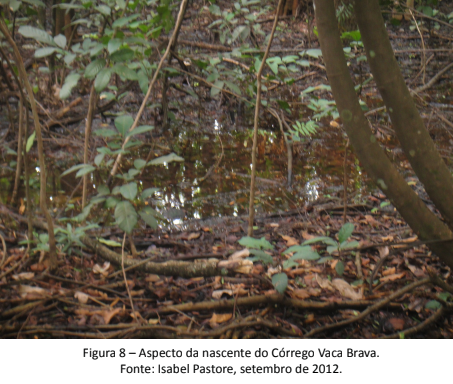 Figura 8 – Aspecto da nascente do Córrego Vaca Brava.
Fonte: Isabel Pastore, setembro de 2012.